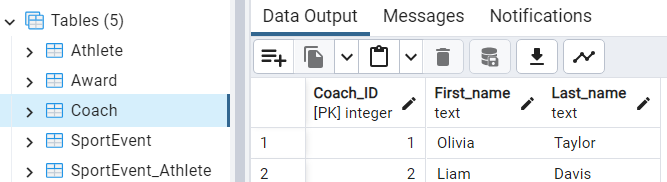 Tables (5)
Athlete
Award
Coach
SportEvent
SportEvent_Athlete
Data Output Messages Notifications
Coach_ID First_name Last_name
[PK] integer text text
1 1 Olivia Taylor
2 2 Liam Davis